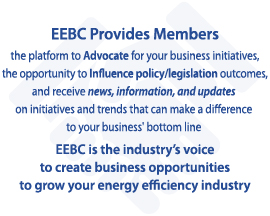 EEBC Provides Members
the platform to Advocate for your business initiatives,
the opportunity to Influence policy/legislation outcomes,
and receive news, information, and updates
on initiatives and trends that can make a difference
to your business' bottom line
EEBC is the industry's voice
to create business opportunities
to grow your energy efficiency industry